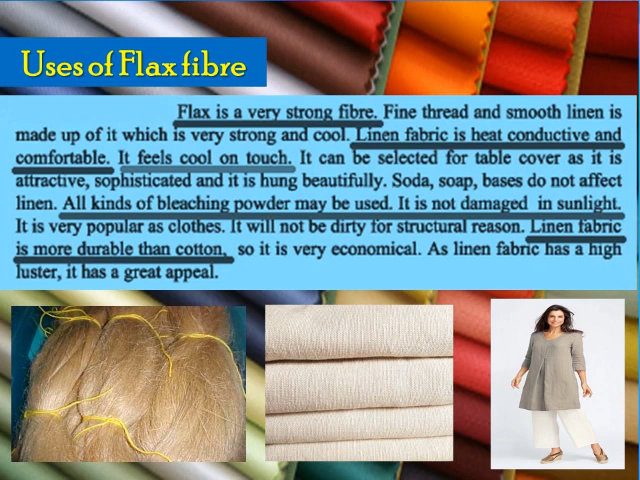 Uses of Flax fibre
Flax is a very strong fibre. Fine thread and smooth linen is
made up of it which is very strong and cool. Linen fabric is heat conductive and
comfortable. It feels cool on touch. It can be selected for table cover as it is
attractive, sophisticated and it is hung beautifully. Soda, soap, bases do not affect
linen. All kinds of bleaching powder may be used. It is not damaged in sunlight.
It is very popular as clothes. It will not be dirty for structural reason. Linen fabric
is more durable than cotton, so it is very economical. As linen fabric has a high
luster, it has a great appeal.